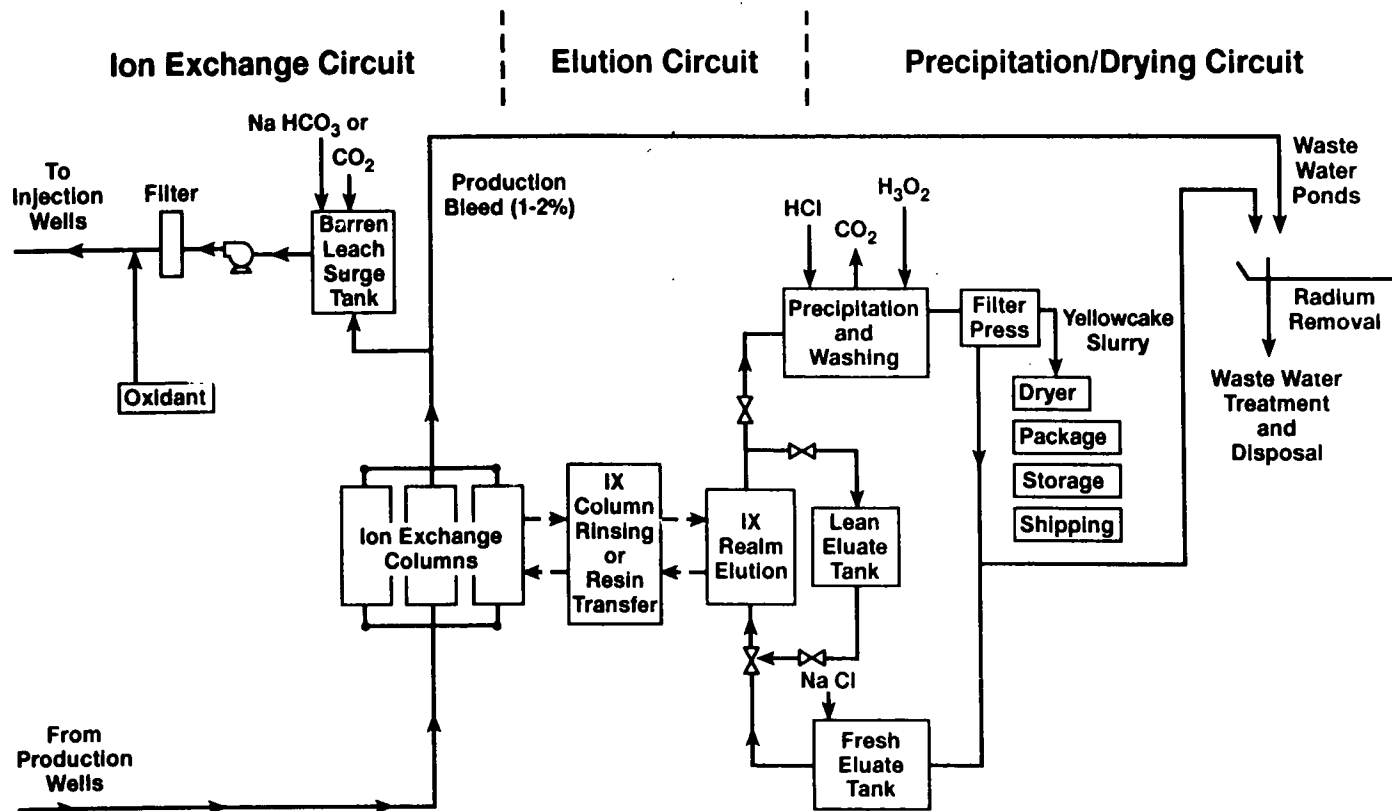 Ion Exchange Circuit
Elution Circuit
Precipitation/Drying Circuit
Na HCO3 or
CO2
To
Injection
Wells
Filter
Barren
Leach
Surge
Tank
Oxidant
Production
Bleed (1-2%)
Waste
Water
Ponds
HCl
CO2
H3O2
Precipitation
and
Washing
Filter
Press
Yellowcake
Slurry
Dryer
Package
Storage
Shipping
Radium
Removal
Waste Water
Treatment
and
Disposal
Ion Exchange
Columns
IX
Column
Rinsing
or
Resin
Transfer
IX
Realm
Elution
Lean
Eluate
Tank
Na Cl
Fresh
Eluate
Tank
From
Production
Wells